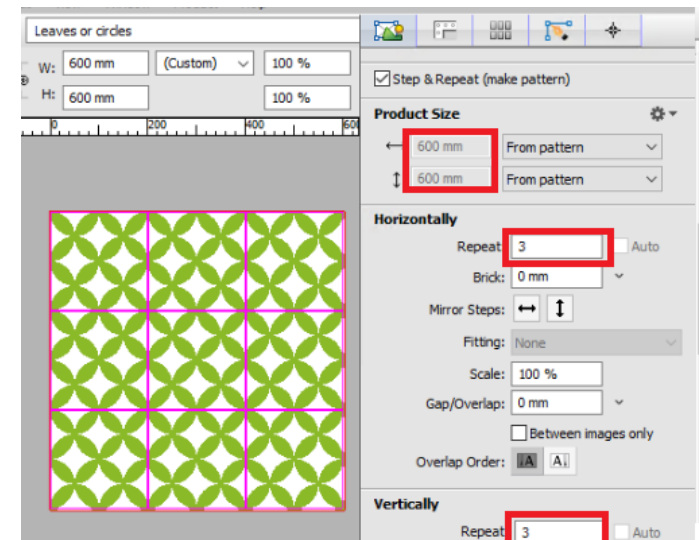 Leaves or circles
W: 600 mm (Custom) 100 %
H: 600 mm 100 %
0 200 400 600
Step & Repeat (make pattern)
Product Size
600 mm From pattern
600 mm From pattern
Horizontally
Repeat 3 Auto
Brick: 0 mm
Mirror Steps:
Fitting: None
Scale: 100 %
Gap/Overlap: 0 mm
Between images only
Overlap Order: A A
Vertically
Repeat 3 Auto